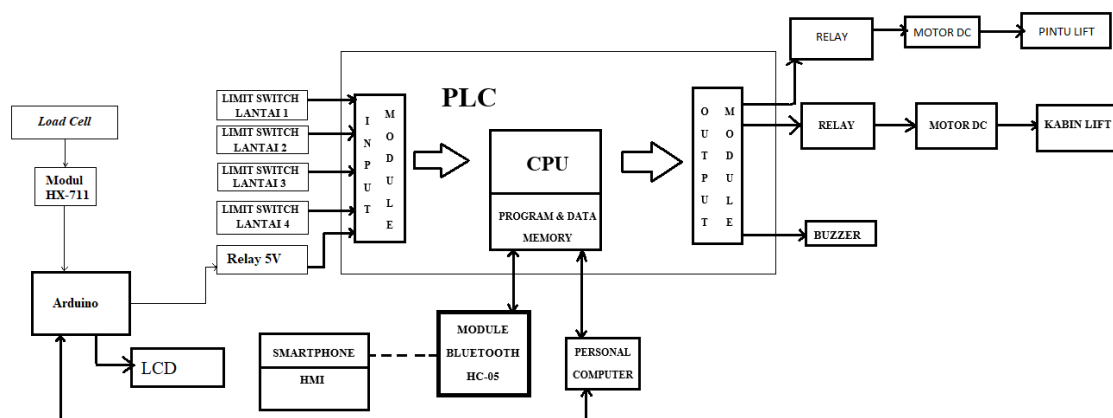 RELAY
MOTOR DC
PINTU LIFT
PLC
LIMIT SWITCH
LANTAI 1
LIMIT SWITCH
LANTAI 2
LIMIT SWITCH
LANTAI 3
LIMIT SWITCH
LANTAI 4
Relay 5V
INPUT
MODULE
CPU
PROGRAM & DATA
MEMORY
OUTPUT
MODULE
RELAY
MOTOR DC
KABIN LIFT
BUZZER
Load Cell
Modul
HX-711
Arduino
LCD
SMARTPHONE
HMI
MODULE
BLUETOOTH
HC-05
PERSONAL
COMPUTER